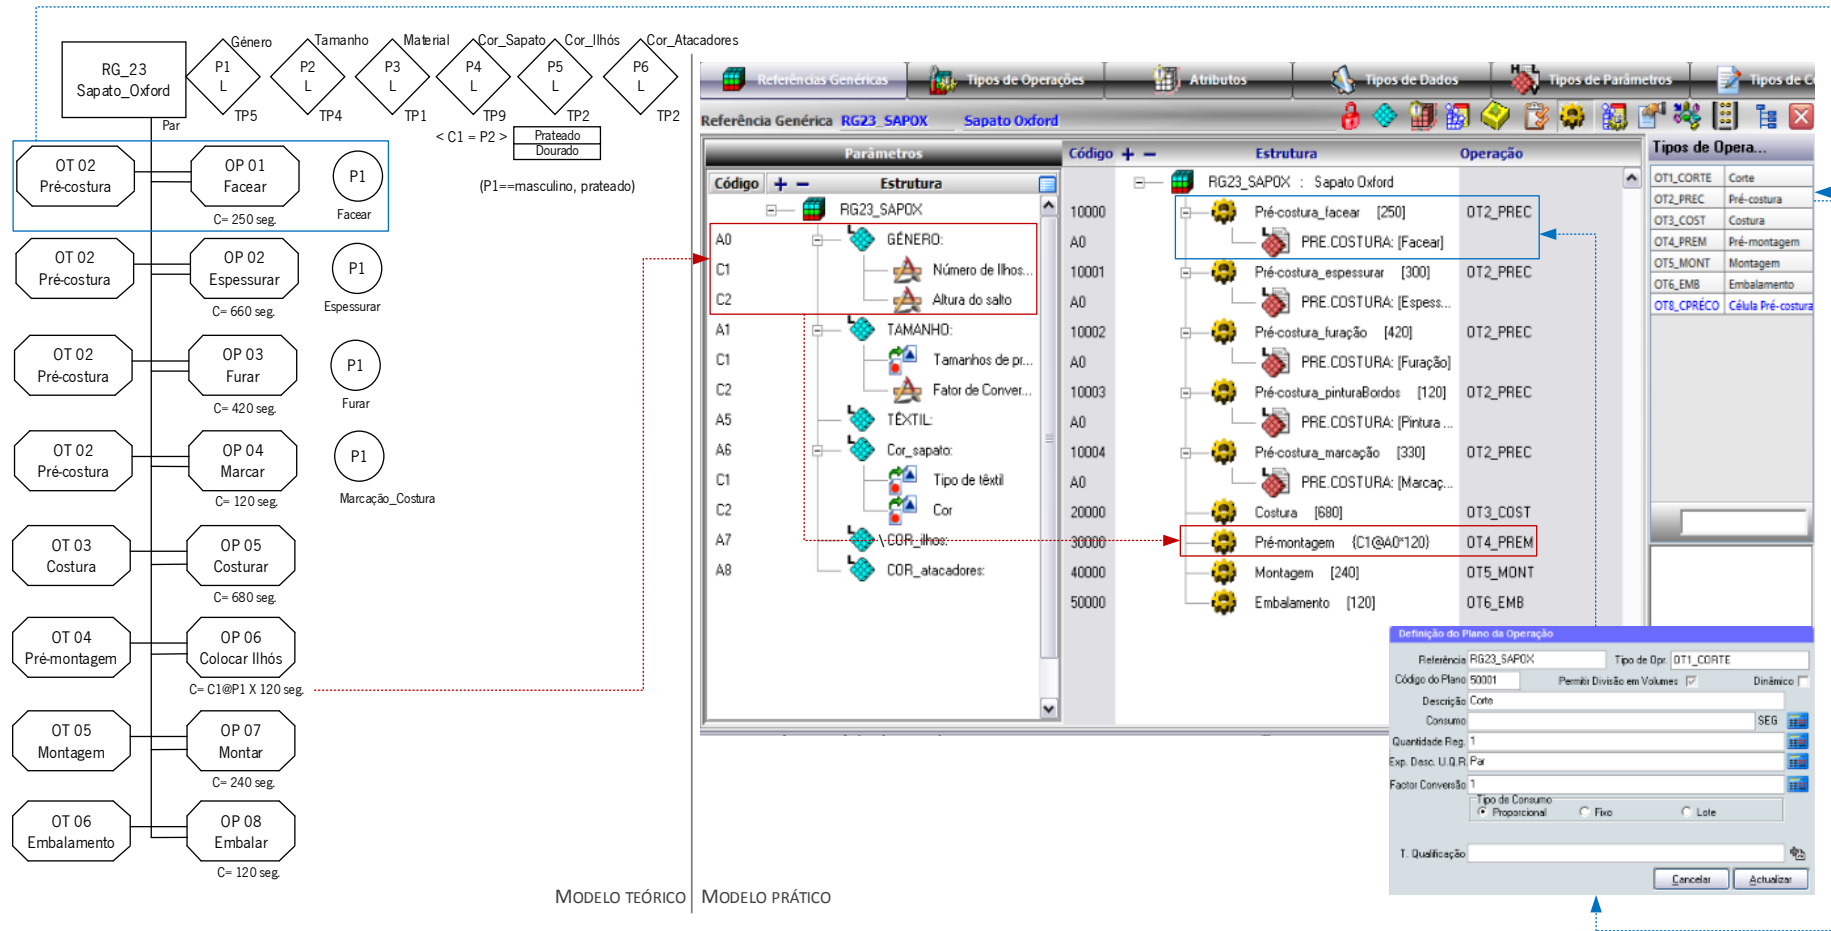 RG_23
Sapato_Oxford
Par
Género
P1
L
TP5
Tamanho
P2
L
TP4
Material
P3
L
TP1
Cor_Sapato
P4
L
TP9
Cor_Ilhós
P5
L
TP2
Cor_Atacadores
P6
L
TP2
< C1 = P2 >
Prateado
Dourado
(P1==masculino, prateado)
OT 02
Pré-costura
OP 01
Facear
C= 250 seg.
P1
Facear
OT 02
Pré-costura
OP 02
Espessurar
C= 660 seg.
P1
Espessurar
OT 02
Pré-costura
OP 03
Furar
C= 420 seg.
P1
Furar
OT 02
Pré-costura
OP 04
Marcar
C= 120 seg.
P1
Marcação_Costura
OT 03
Costura
OP 05
Costurar
C= 680 seg.
OT 04
Pré-montagem
OP 06
Colocar Ilhós
C= C1@P1 X 120 seg.
OT 05
Montagem
OP 07
Montar
C= 240 seg.
OT 06
Embalamento
OP 08
Embalar
C= 120 seg.
MODELO TEÓRICO
MODELO PRÁTICO
Referências Genéricas
Tipos de Operações
Atributos
Tipos de Dados
Tipos de Parâmetros
Tipos de C
Referência Genérica RG23_SAPOX Sapato Oxford
Parâmetros
Código + − Estrutura
RG23_SAPOX
A0 GÉNERO:
C1 Número de Ilhos...
C2 Altura do salto
A1 TAMANHO:
C1 Tamanhos de pr...
C2 Fator de Conver...
A5 TÊXTIL:
A6 Cor_sapato:
C1 Tipo de têxtil
C2 Cor
A7 \COR_ilhos:
A8 COR_atacadores:
Código + − Estrutura Operação
RG23_SAPOX : Sapato Oxford
10000 Pré-costura_facear [250] OT2_PREC
A0 PRE.COSTURA: [Facear]
10001 Pré-costura_espessurar [300] OT2_PREC
A0 PRE.COSTURA: [Espess...
10002 Pré-costura_furação [420] OT2_PREC
A0 PRE.COSTURA: [Furação]
10003 Pré-costura_pinturaBordos [120] OT2_PREC
A0 PRE.COSTURA: [Pintura ...
10004 Pré-costura_marcação [330] OT2_PREC
A0 PRE.COSTURA: [Marcaç...
20000 Costura [680] OT3_COST
30000 Pré-montagem {C1@A0*120} OT4_PREM
40000 Montagem [240] OT5_MONT
50000 Embalamento [120] OT6_EMB
Tipos de Opera...
OT1_CORTE Corte
OT2_PREC Pré-costura
OT3_COST Costura
OT4_PREM Pré-montagem
OT5_MONT Montagem
OT6_EMB Embalamento
OT8_CPRÉCO Célula Pré-costura
Definição do Plano da Operação
Referência RG23_SAPOX Tipo de Opr. OT1_CORTE
Código do Plano 50001 Permitir Divisão em Volumes Dinâmico
Descrição Corte
Consumo SEG
Quantidade Reg. 1
Exp. Desc. U.Q.R. Par
Factor Conversão 1
Tipo de Consumo
Proporcional Fixo Lote
T. Qualificação
Cancelar Actualizar